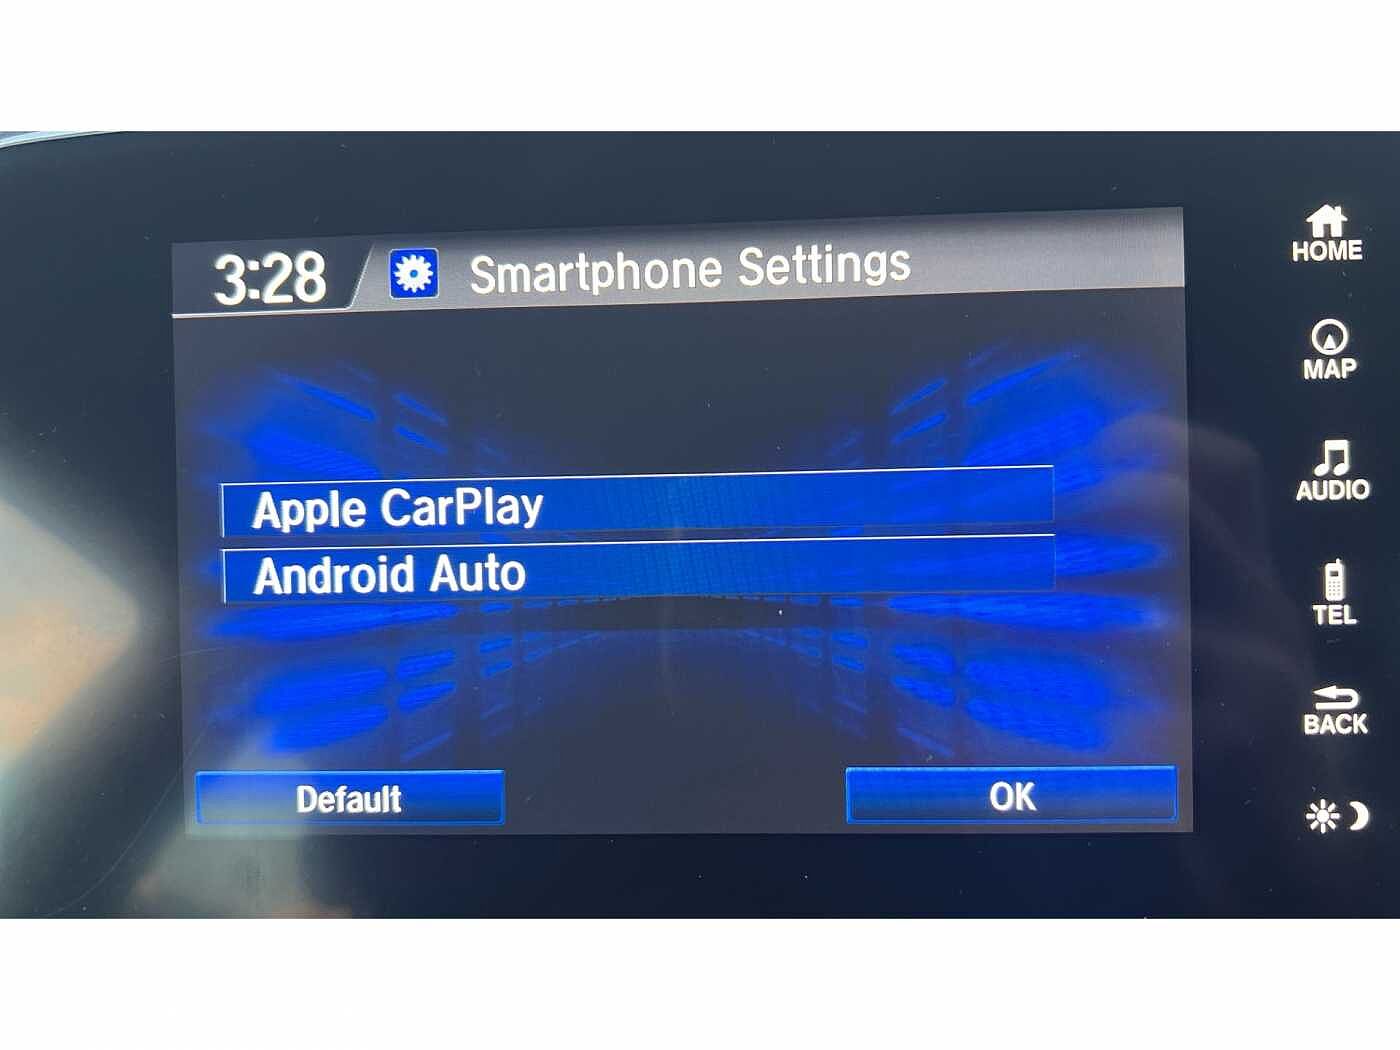 3:28 Smartphone Settings
HOME
MAP
AUDIO
TEL
BACK
Apple CarPlay
Android Auto
Default
OK